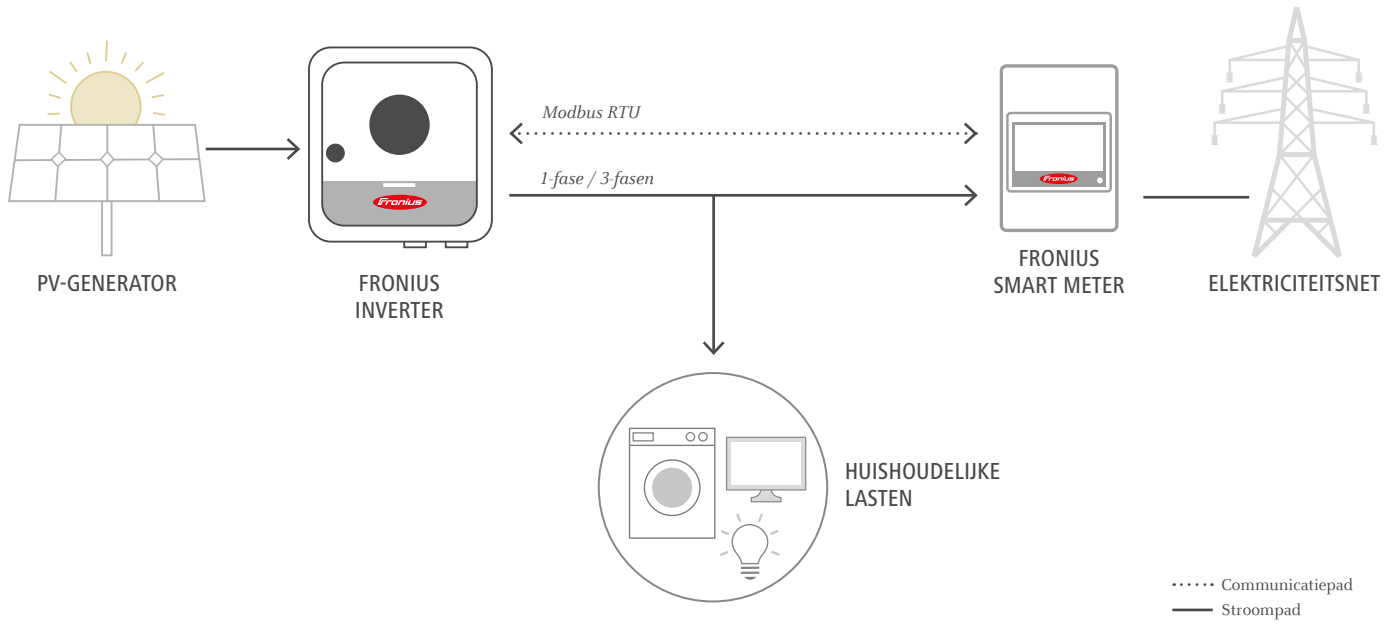 Modbus RTU
1-fase / 3-fasen
Fronius
Fronius
PV-GENERATOR
FRONIUS
INVERTER
FRONIUS
SMART METER
ELEKTRICITEITSNET
HUISHOUDELIJKE
LASTEN
Communicatiepad
Stroompad